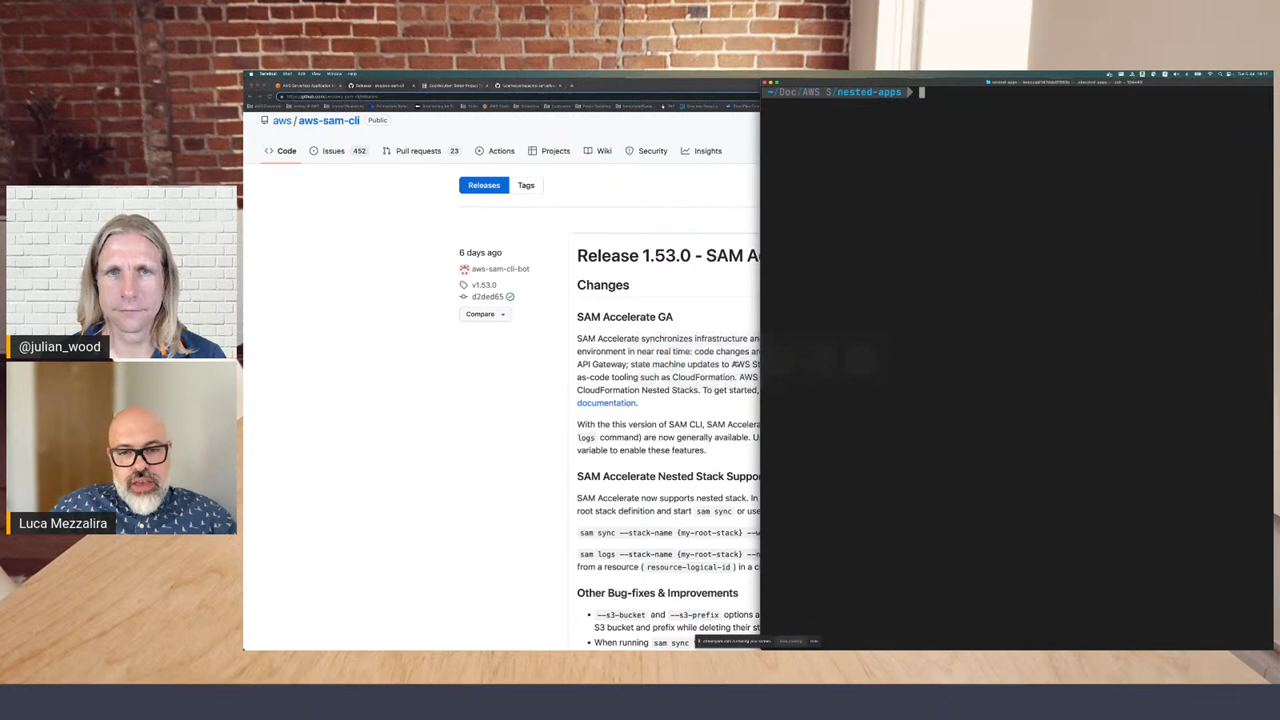 aws / aws-sam-cli Public
Code Issues 452 Pull requests 23 Actions Projects Wiki Security Insights
Releases Tags
6 days ago
aws-sam-cli-bot
v1.53.0
d2ded65
Compare
Release 1.53.0 - SAM A
Changes
SAM Accelerate GA
SAM Accelerate synchronizes infrastructure an
environment in near real time: code changes are
API Gateway; state machine updates to AWS St
as-code tooling such as CloudFormation. AWS
CloudFormation Nested Stacks. To get started,
documentation.
With the this version of SAM CLI, SAM Accelera
logs command) are now generally available. U
variable to enable these features.
SAM Accelerate Nested Stack Suppo
SAM Accelerate now supports nested stack. In
root stack definition and start sam sync or use
sam sync --stack-name {my-root-stack} --w
sam logs --stack-name {my-root-stack} --n
from a resource ( resource-logical-id ) in a c
Other Bug-fixes & Improvements
--s3-bucket and --s3-prefix options a
S3 bucket and prefix while deleting their st
When running sam sync
~/Doc/AWS S/nested-apps
@julian_wood
Luca Mezzalira